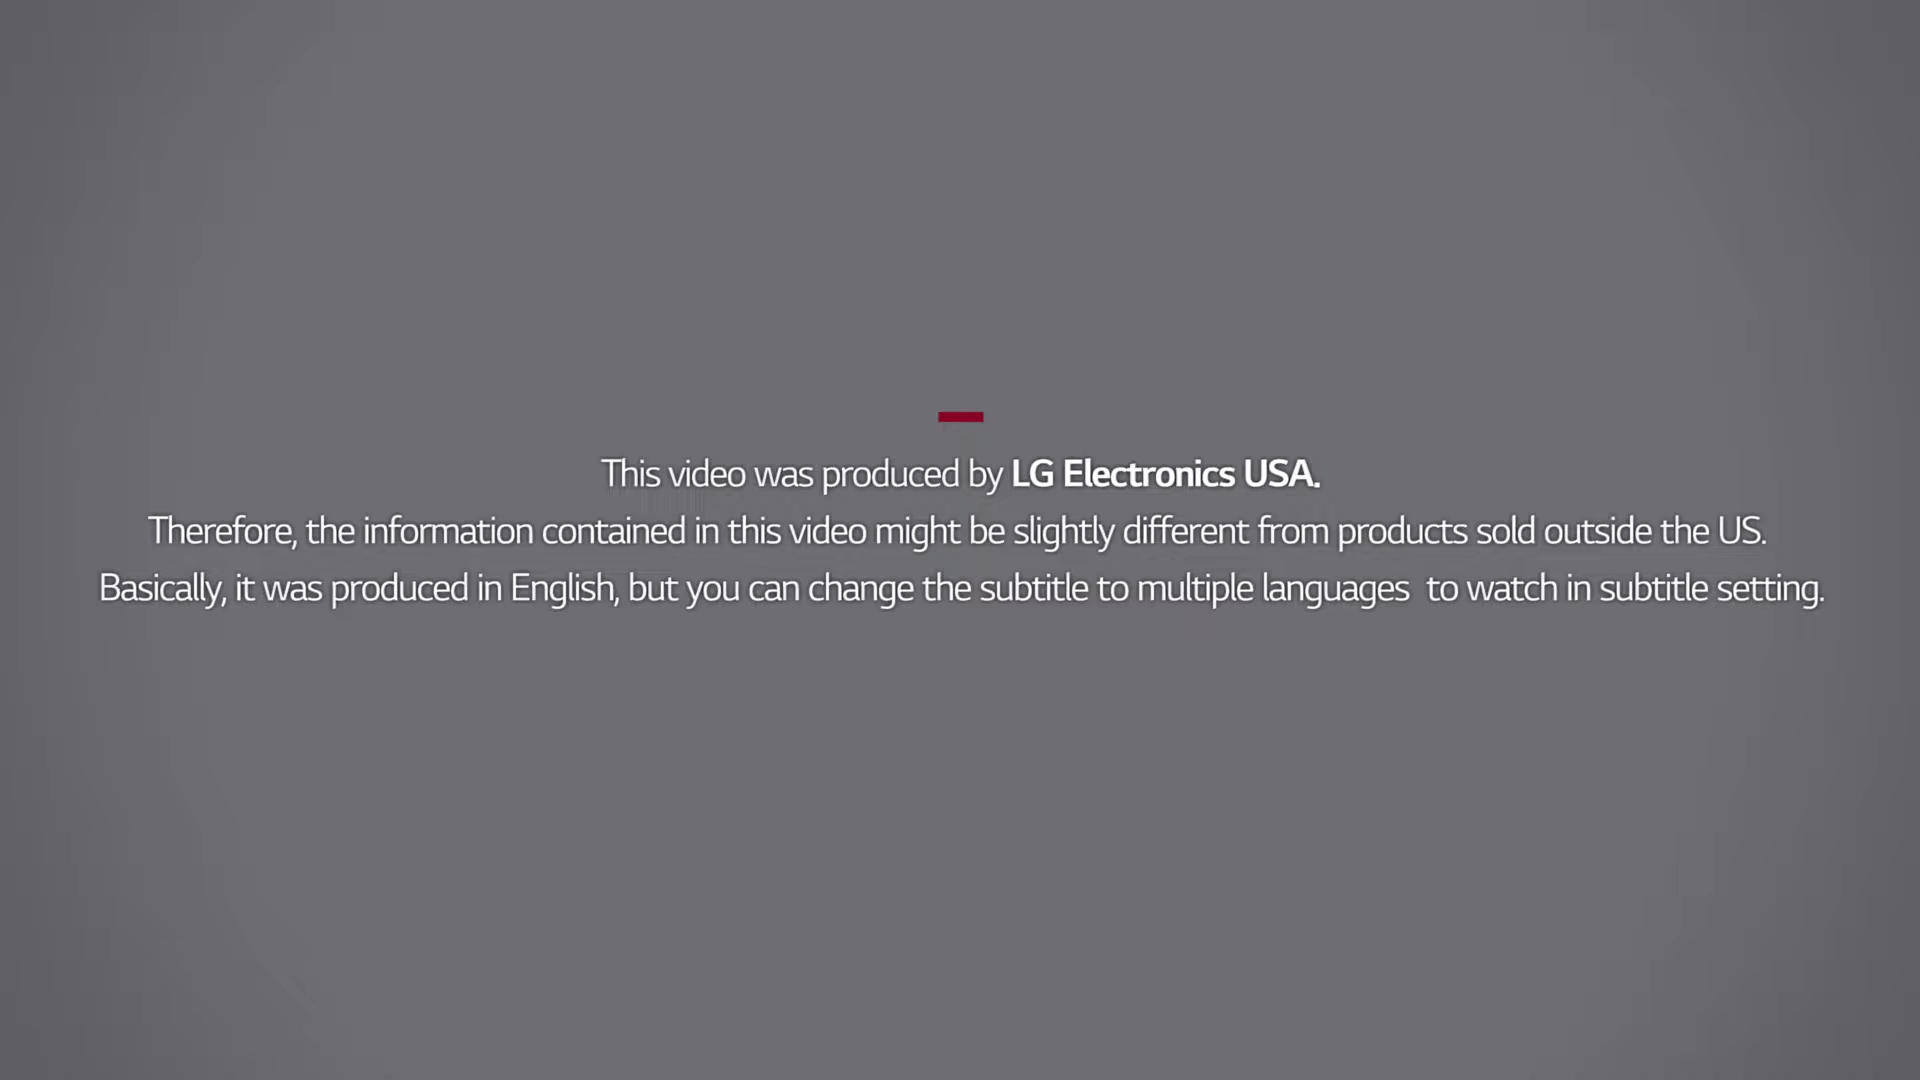 This video was produced by LG Electronics USA.
Therefore, the information contained in this video might be slightly different from products sold outside the US.
Basically, it was produced in English, but you can change the subtitle to multiple languages  to watch in subtitle setting.